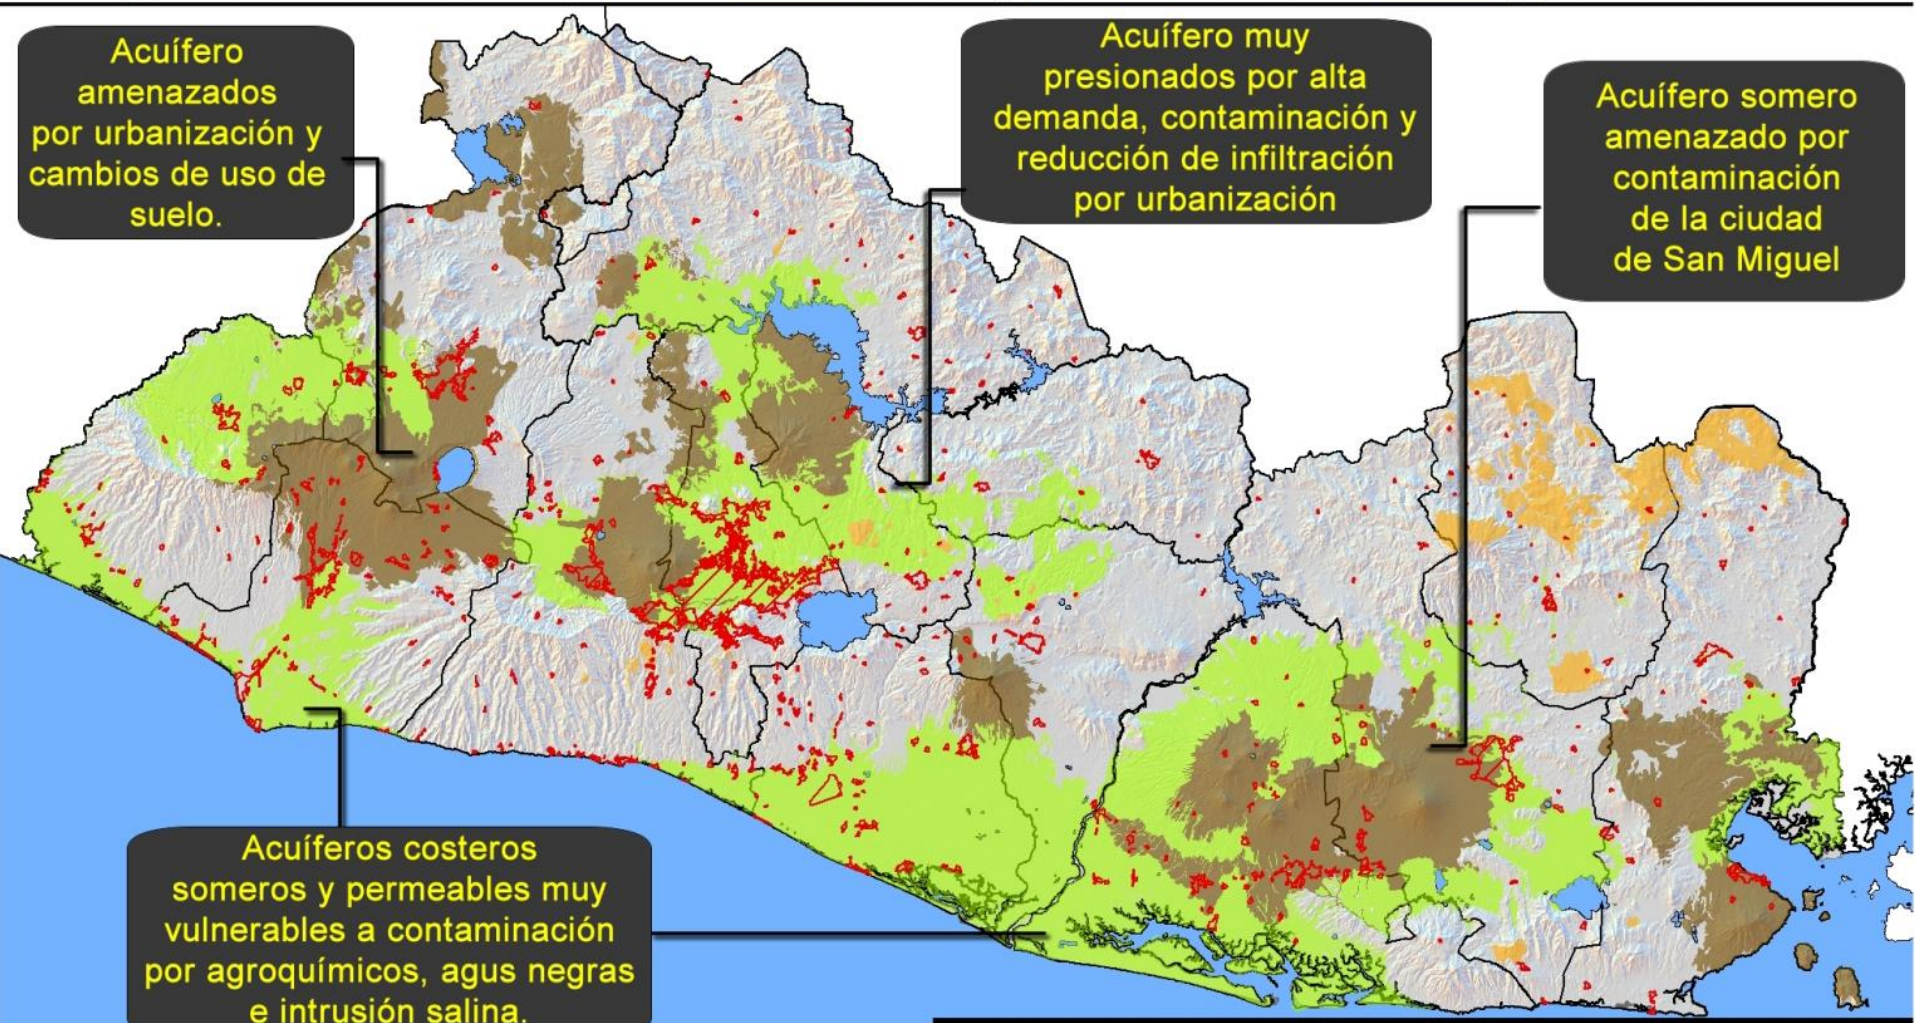 Acuífero
amenazados
por urbanización y
cambios de uso de
suelo.
Acuífero muy
presionados por alta
demanda, contaminación y
reducción de infiltración
por urbanización
Acuífero somero
amenazado por
contaminación
de la ciudad
de San Miguel
Acuíferos costeros
someros y permeables muy
vulnerables a contaminación
por agroquímicos, agus negras
e intrusión salina.